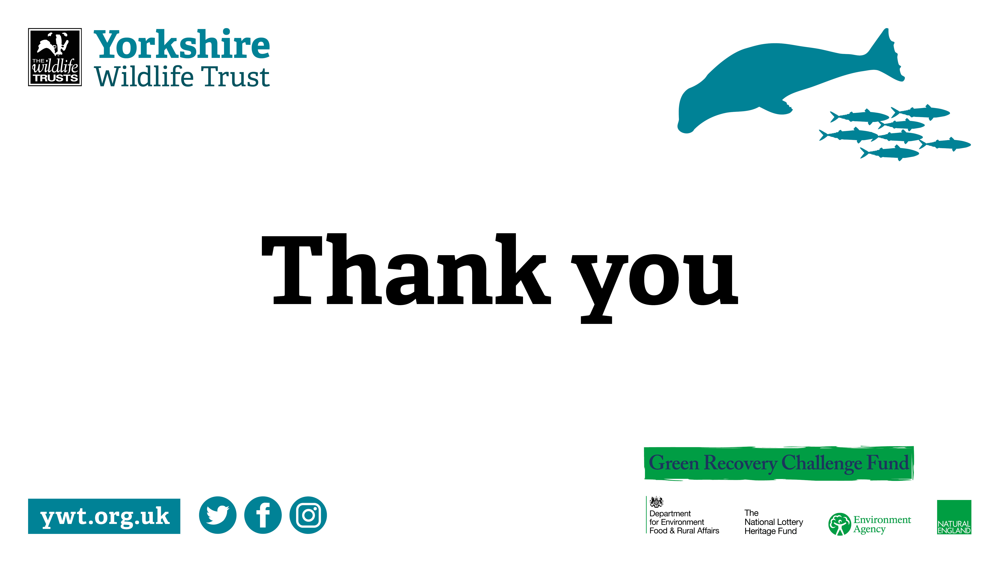 THE
wildlife
TRUSTS
Yorkshire
Wildlife Trust
Thank you
Green Recovery Challenge Fund
ywt.org.uk
Department
for Environment
Food & Rural Affairs
The
National Lottery
Heritage Fund
Environment
Agency
NATURAL
ENGLAND